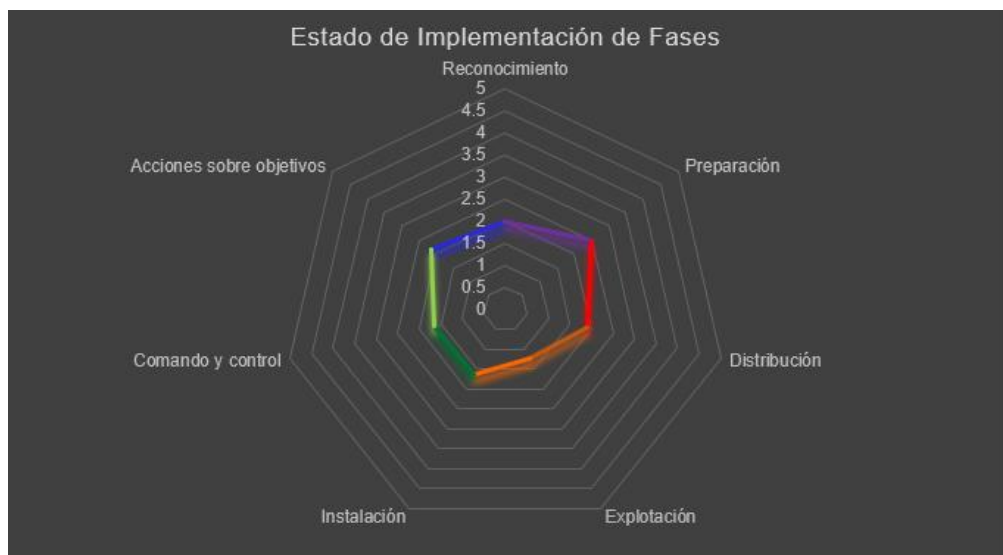 Estado de Implementación de Fases
Reconocimiento
5
4.5
4
3.5
3
2.5
2
1.5
1
0.5
0
Acciones sobre objetivos
Preparación
Comando y control
Distribución
Instalación
Explotación